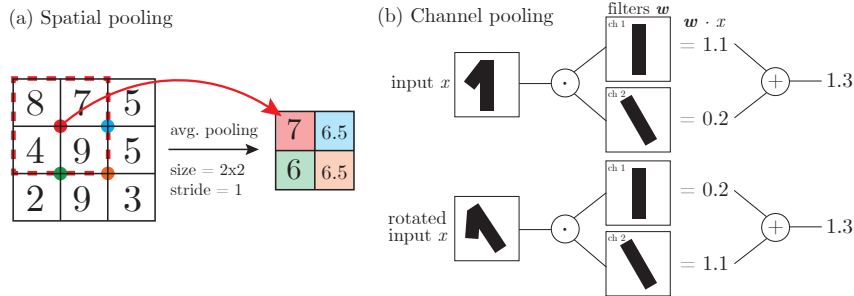 (a) Spatial pooling
8 7 5
4 9 5
2 9 3
avg. pooling
size = 2x2
stride = 1
7 6.5
6 6.5
(b) Channel pooling
filters w
w · x
input x
·
ch 1
= 1.1
ch 2
= 0.2
+
1.3
rotated
input x
·
ch 1
= 0.2
ch 2
= 1.1
+
1.3